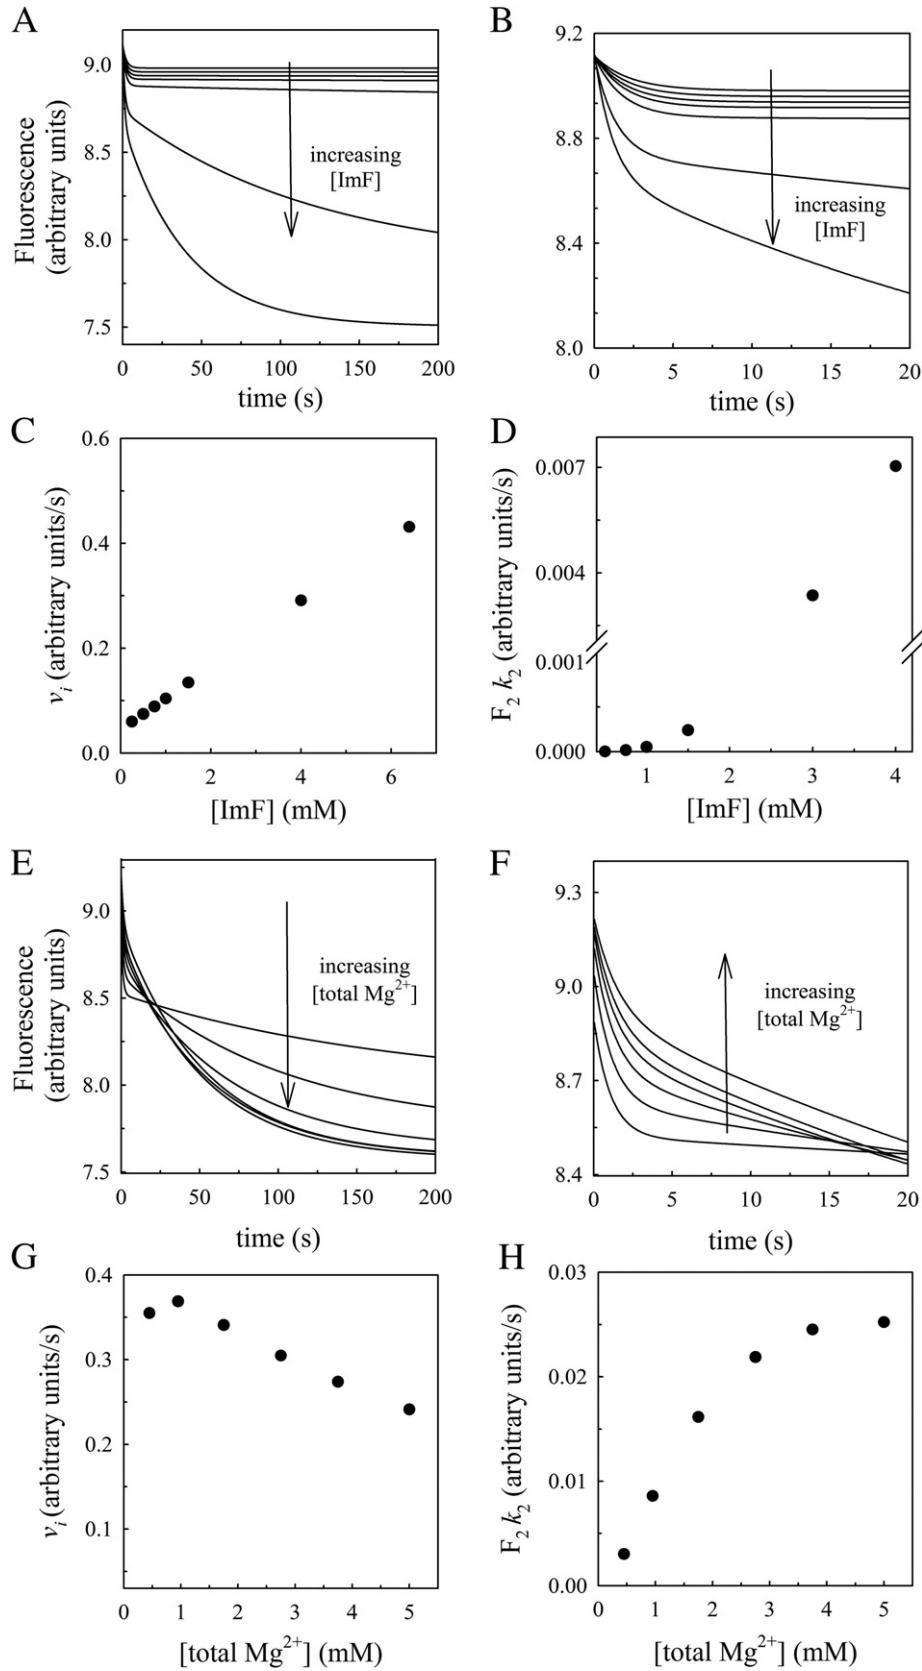 A
9.0
8.5
8.0
7.5
Fluorescence
(arbitrary units)
increasing
[ImF]
0 50 100 150 200
time (s)
B
9.2
8.8
8.4
8.0
increasing
[ImF]
0 5 10 15 20
time (s)
C
0.6
0.4
0.2
0.0
v_i (arbitrary units/s)
0 2 4 6
[ImF] (mM)
D
0.007
0.004
0.001
0.000
F₂ k₂ (arbitrary units/s)
1 2 3 4
[ImF] (mM)
E
9.0
8.5
8.0
7.5
Fluorescence
(arbitrary units)
increasing
[total Mg²⁺]
0 50 100 150 200
time (s)
F
9.3
9.0
8.7
8.4
increasing
[total Mg²⁺]
0 5 10 15 20
time (s)
G
0.4
0.3
0.2
0.1
v_i (arbitrary units/s)
0 1 2 3 4 5
[total Mg²⁺] (mM)
H
0.03
0.02
0.01
0.00
F₂ k₂ (arbitrary units/s)
0 1 2 3 4 5
[total Mg²⁺] (mM)